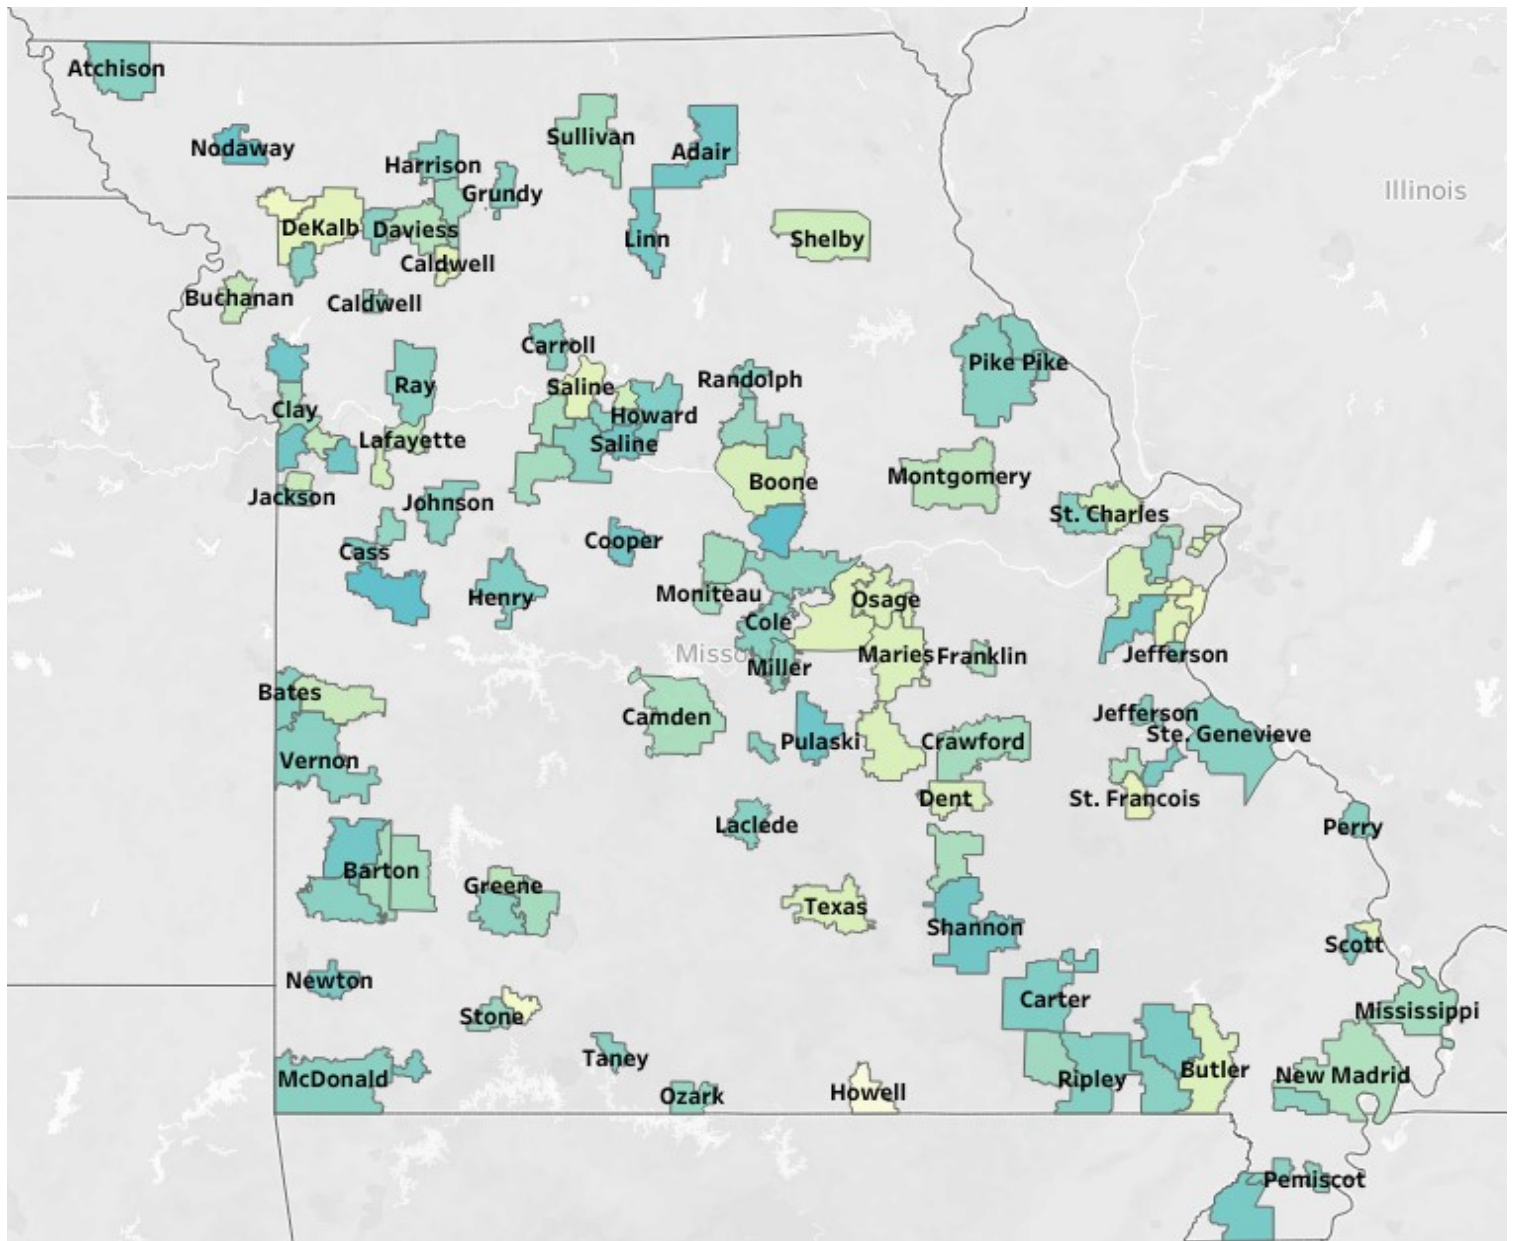 Atchison
Nodaway
Sullivan
Adair
Harrison
Grundy
Illinois
DeKalb
Daviess
Linn
Shelby
Caldwell
Buchanan
Caldwell
Carroll
Pike Pike
Ray
Saline
Randolph
Clay
Howard
Lafayette
Saline
Boone
Montgomery
Jackson
Johnson
St. Charles
Cass
Cooper
Henry
Moniteau
Osage
Cole
Missou
Miller
Maries
Franklin
Jefferson
Bates
Camden
Jefferson
Ste. Genevieve
Pulaski
Crawford
Vernon
Dent
St. Francois
Laclede
Perry
Barton
Greene
Texas
Shannon
Scott
Newton
Carter
Stone
Mississippi
Taney
McDonald
Ozark
Howell
Ripley
Butler
New Madrid
Pemiscot